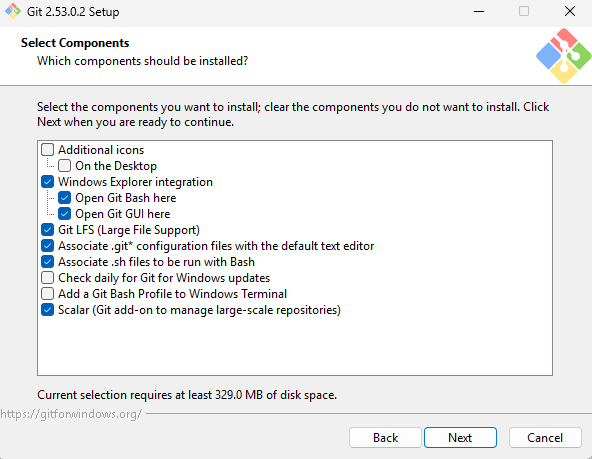 Git 2.53.0.2 Setup
Select Components
Which components should be installed?
Select the components you want to install; clear the components you do not want to install. Click
Next when you are ready to continue.
Additional icons
On the Desktop
Windows Explorer integration
Open Git Bash here
Open Git GUI here
Git LFS (Large File Support)
Associate .git* configuration files with the default text editor
Associate .sh files to be run with Bash
Check daily for Git for Windows updates
Add a Git Bash Profile to Windows Terminal
Scalar (Git add-on to manage large-scale repositories)
Current selection requires at least 329.0 MB of disk space.
https://gitforwindows.org/
Back
Next
Cancel